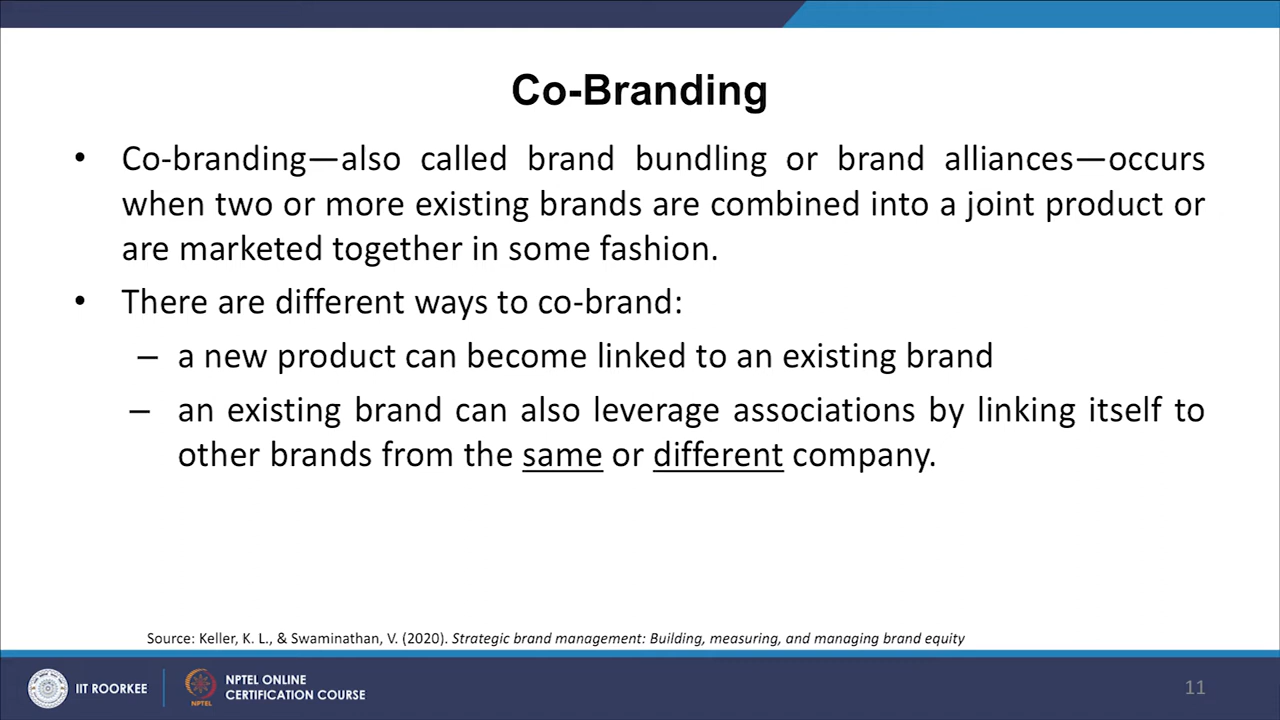 Co-Branding
• Co-branding—also called brand bundling or brand alliances—occurs
when two or more existing brands are combined into a joint product or
are marketed together in some fashion.
• There are different ways to co-brand:
– a new product can become linked to an existing brand
– an existing brand can also leverage associations by linking itself to
other brands from the same or different company.
Source: Keller, K. L., & Swaminathan, V. (2020). Strategic brand management: Building, measuring, and managing brand equity
IIT ROORKEE
NPTEL
NPTEL ONLINE
CERTIFICATION COURSE
11